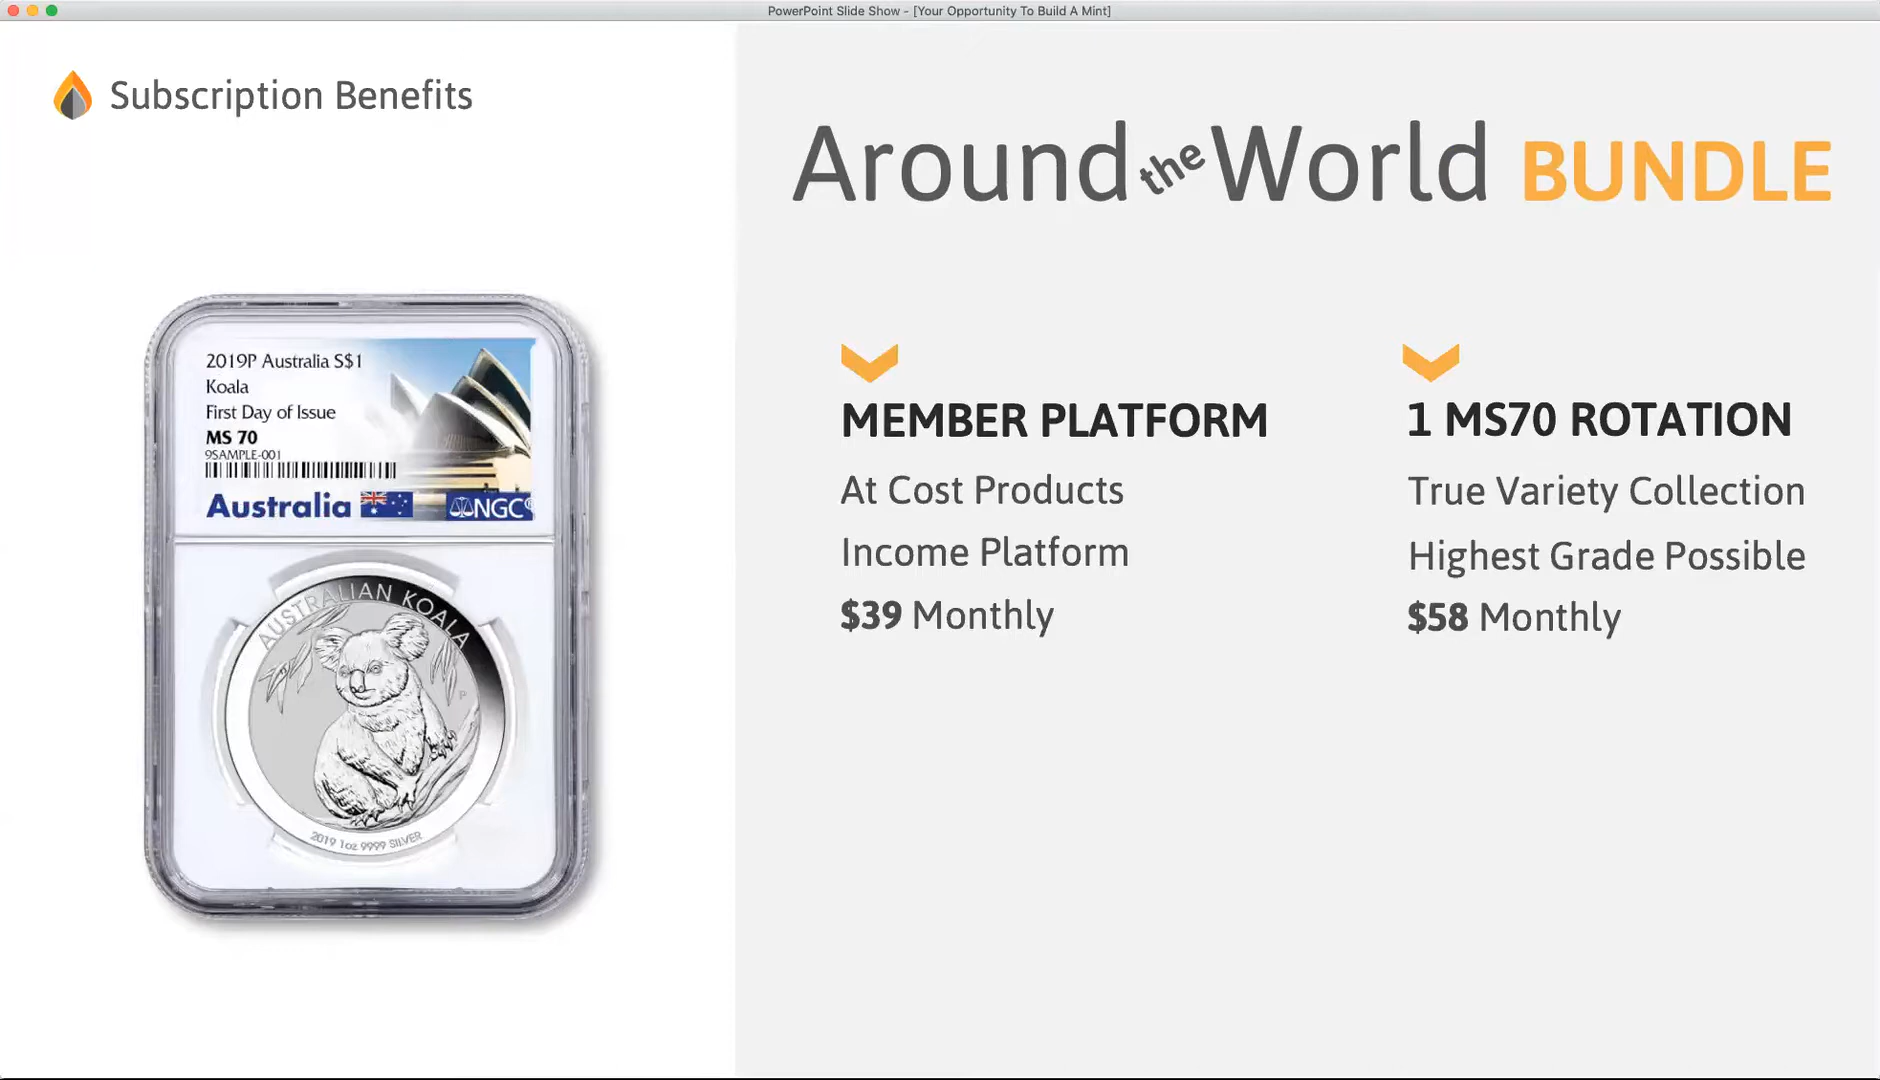 PowerPoint Slide Show - [Your Opportunity To Build A Mint]
Subscription Benefits
Around the World BUNDLE
2019P Australia S$1
Koala
First Day of Issue
MS 70
9SAMPLE-001
Australia NGC
AUSTRALIAN KOALA
P
2019 1oz 9999 SILVER
MEMBER PLATFORM
At Cost Products
Income Platform
$39 Monthly
1 MS70 ROTATION
True Variety Collection
Highest Grade Possible
$58 Monthly